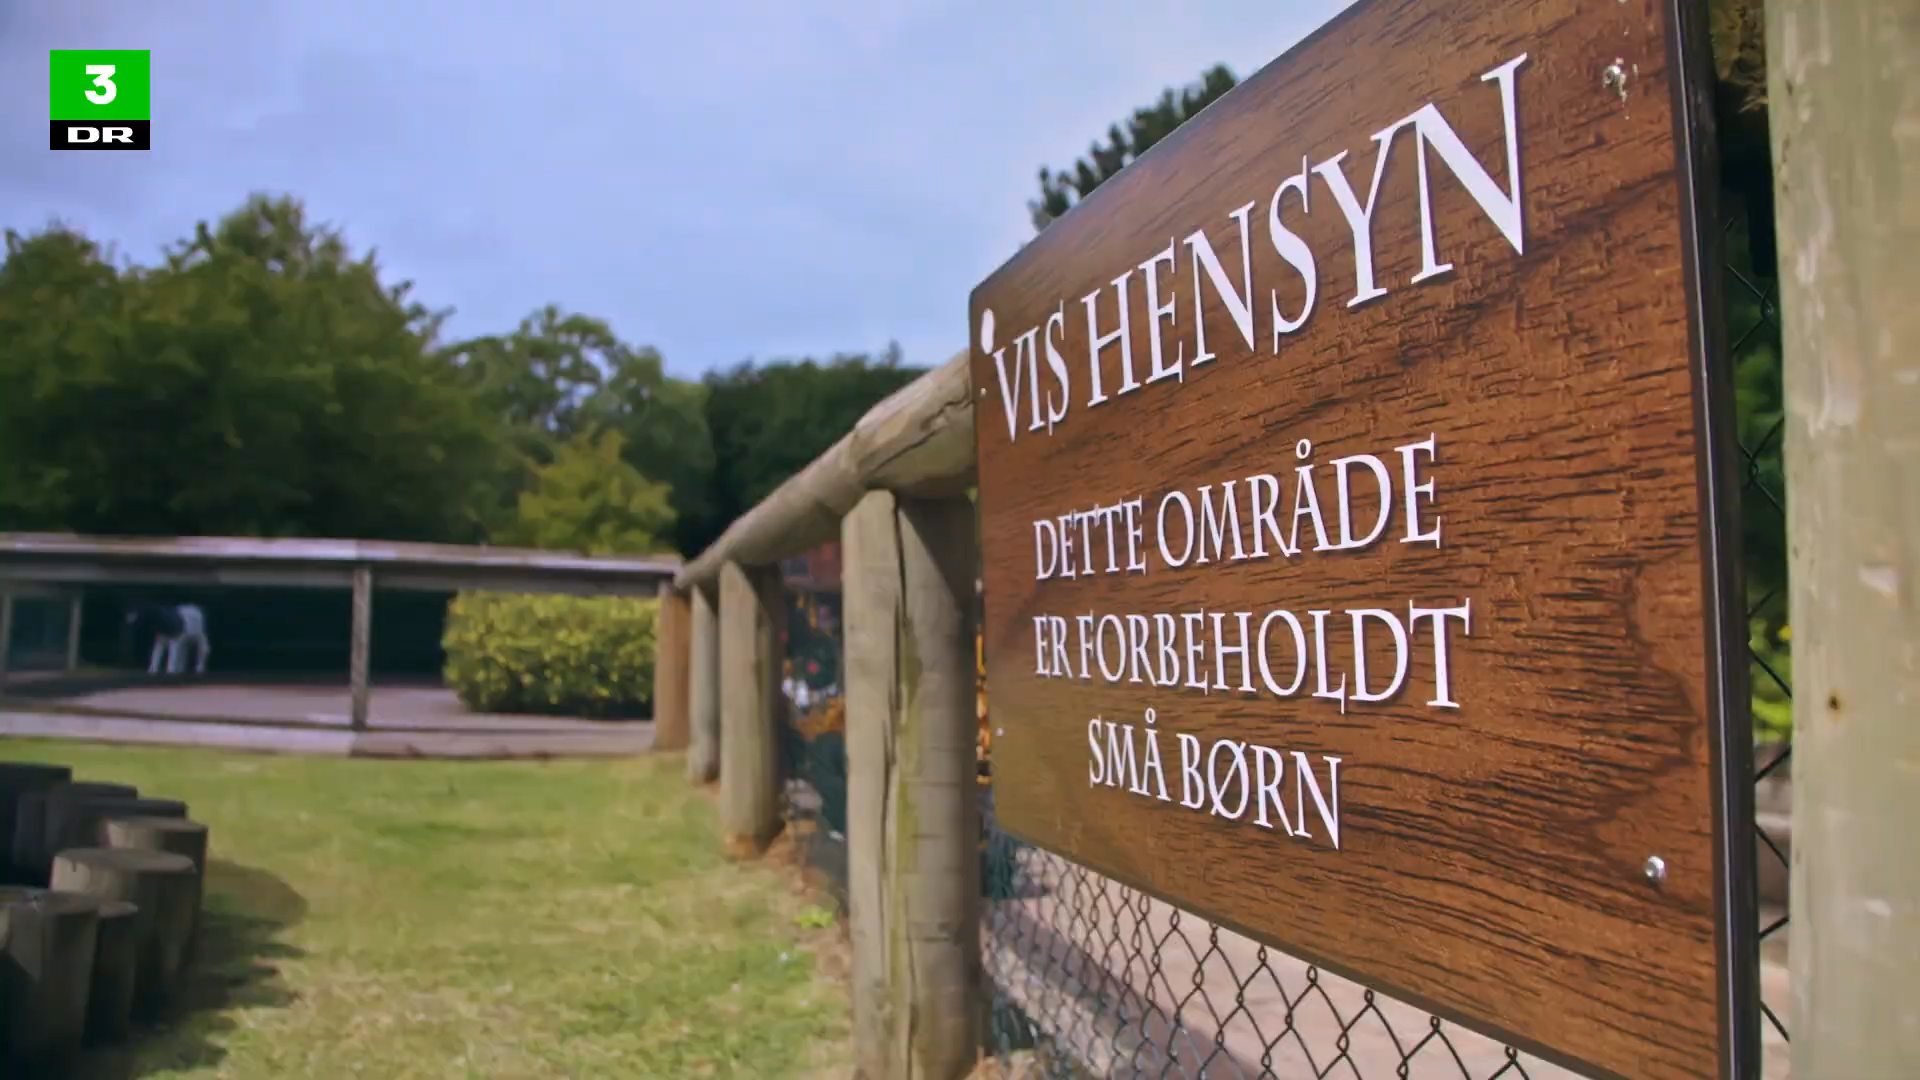 3
DR
VIS HENSYN
DETTE OMRÅDE
ER FORBEHOLDT
SMÅ BØRN